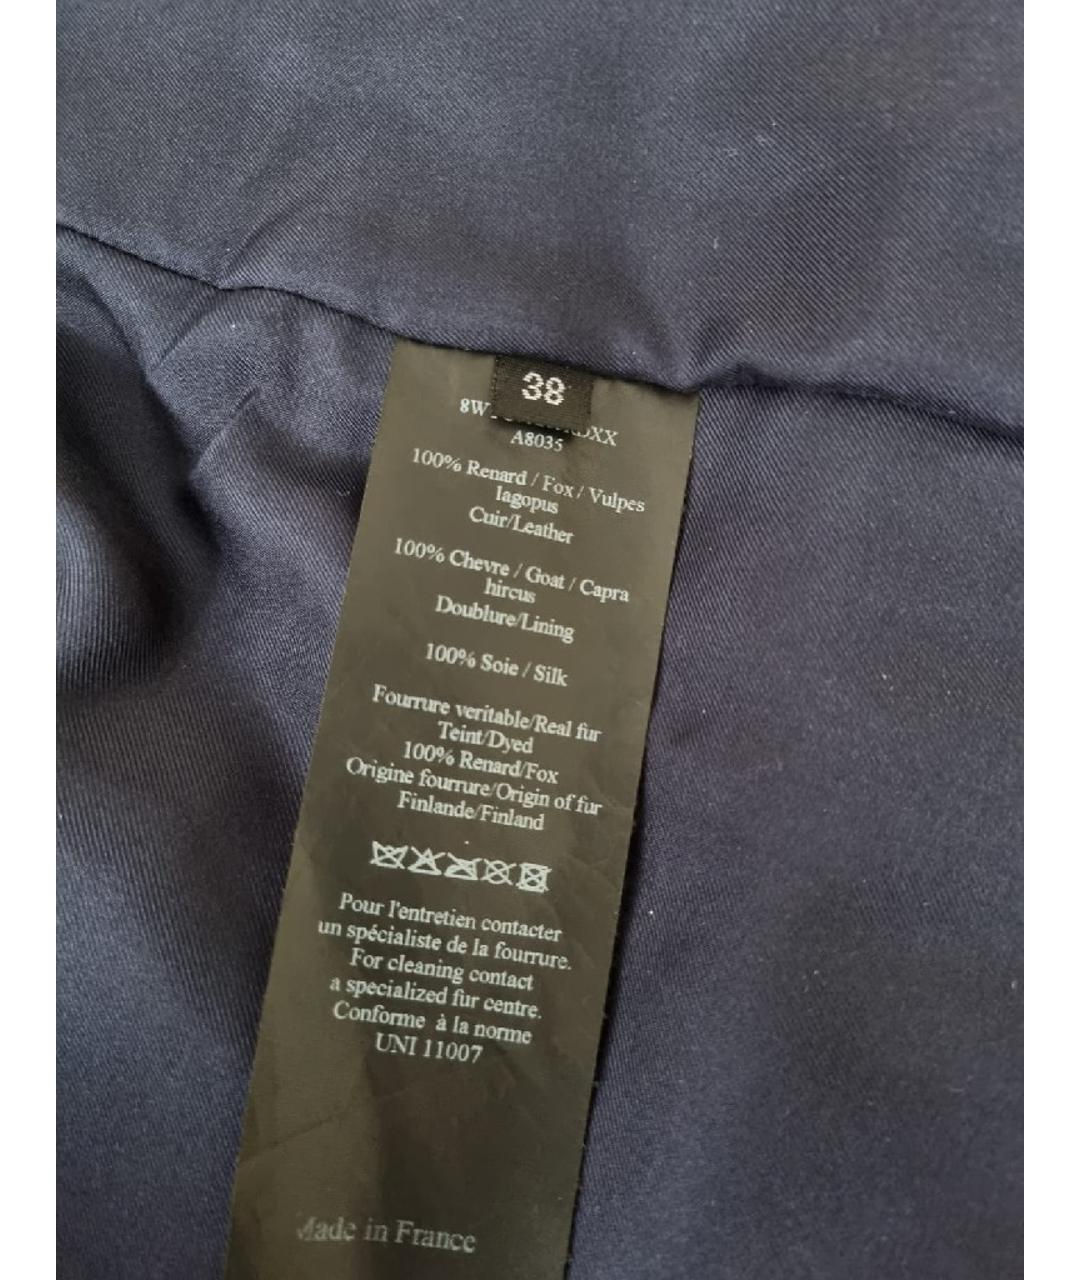 38
A8035
100% Renard / Fox / Vulpes
lagopus
Cuir/Leather
100% Chevre / Goat / Capra
hircus
Doublure/Lining
100% Soie / Silk
Fourrure veritable/Real fur
Teint/Dyed
100% Renard/Fox
Origine fourrure/Origin of fur
Finlande/Finland
Pour l'entretien contacter
un spécialiste de la fourrure.
For cleaning contact
a specialized fur centre.
Conforme à la norme
UNI 11007
Made in France